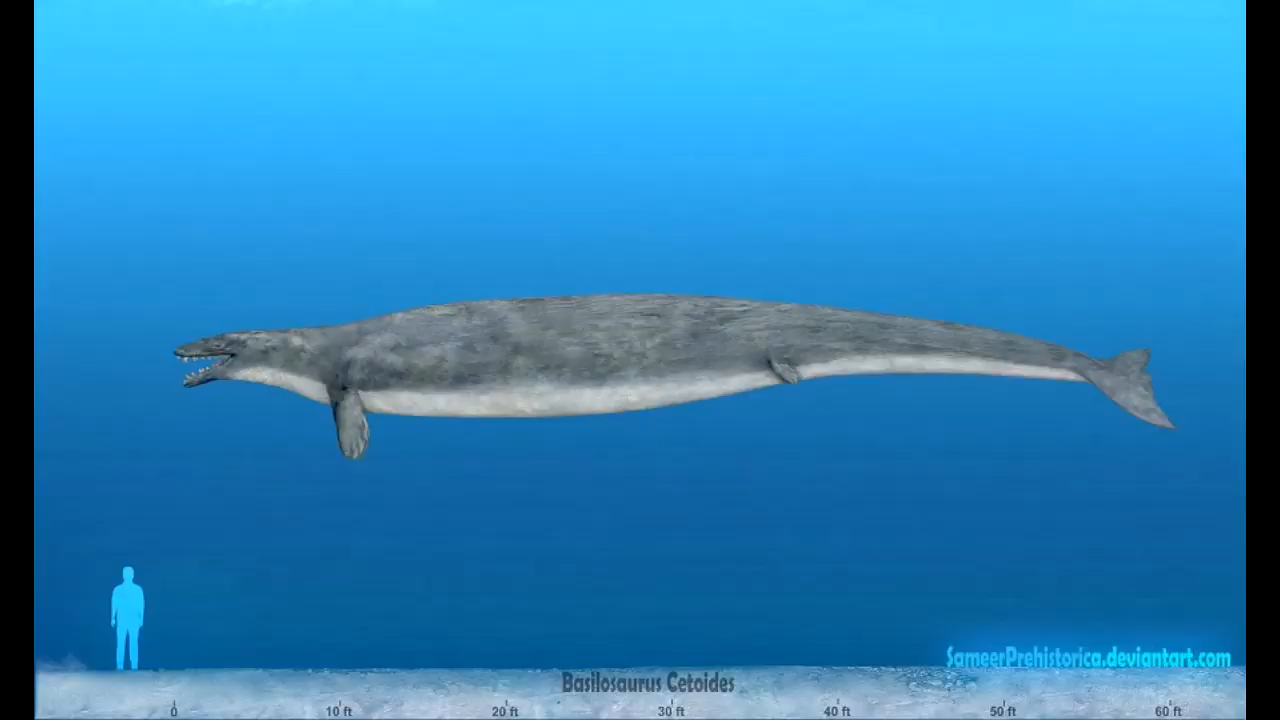 SameerPrehistorica.deviantart.com
Basilosaurus Cetoides
0 10 ft 20 ft 30 ft 40 ft 50 ft 60 ft